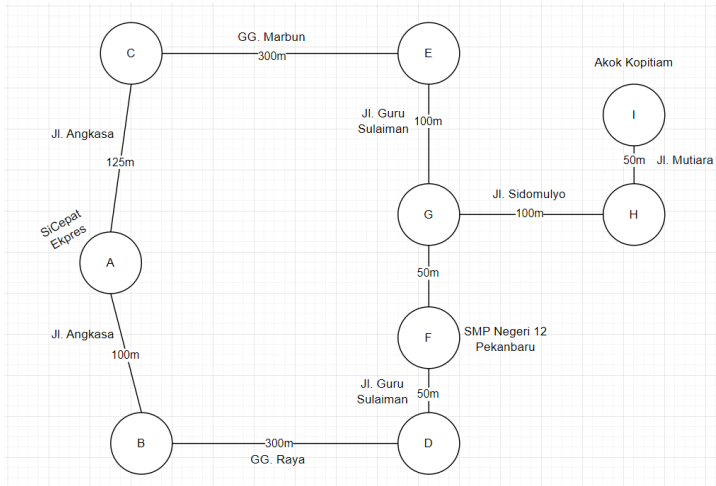 GG. Marbun
C
300m
E
Akok Kopitiam
Jl. Angkasa
125m
Jl. Guru
Sulaiman
100m
I
50m
Jl. Mutiara
SiCepat
Ekpres
A
G
Jl. Sidomulyo
100m
H
50m
Jl. Angkasa
100m
F
SMP Negeri 12
Pekanbaru
Jl. Guru
Sulaiman
50m
B
300m
GG. Raya
D